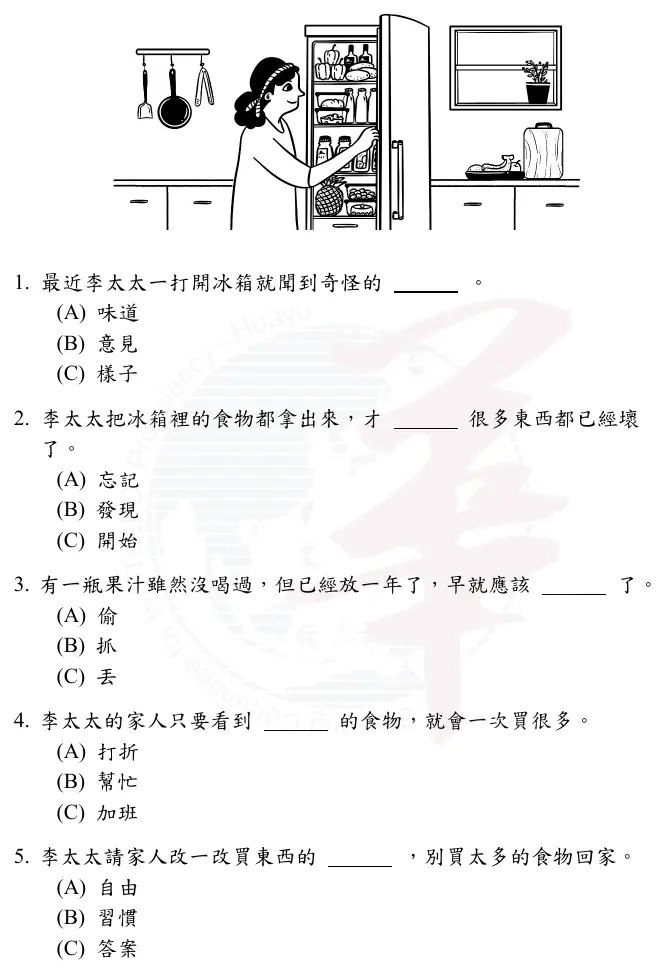 1. 最近李太太一打開冰箱就聞到奇怪的 ______ 。
(A) 味道
(B) 意見
(C) 樣子
2. 李太太把冰箱裡的食物都拿出來，才 ______ 很多東西都已經壞
了。
(A) 忘記
(B) 發現
(C) 開始
3. 有一瓶果汁雖然沒喝過，但已經放一年了，早就應該 ______ 了。
(A) 偷
(B) 抓
(C) 丟
4. 李太太的家人只要看到 ______ 的食物，就會一次買很多。
(A) 打折
(B) 幫忙
(C) 加班
5. 李太太請家人改一改買東西的 ______ ，別買太多的食物回家。
(A) 自由
(B) 習慣
(C) 答案